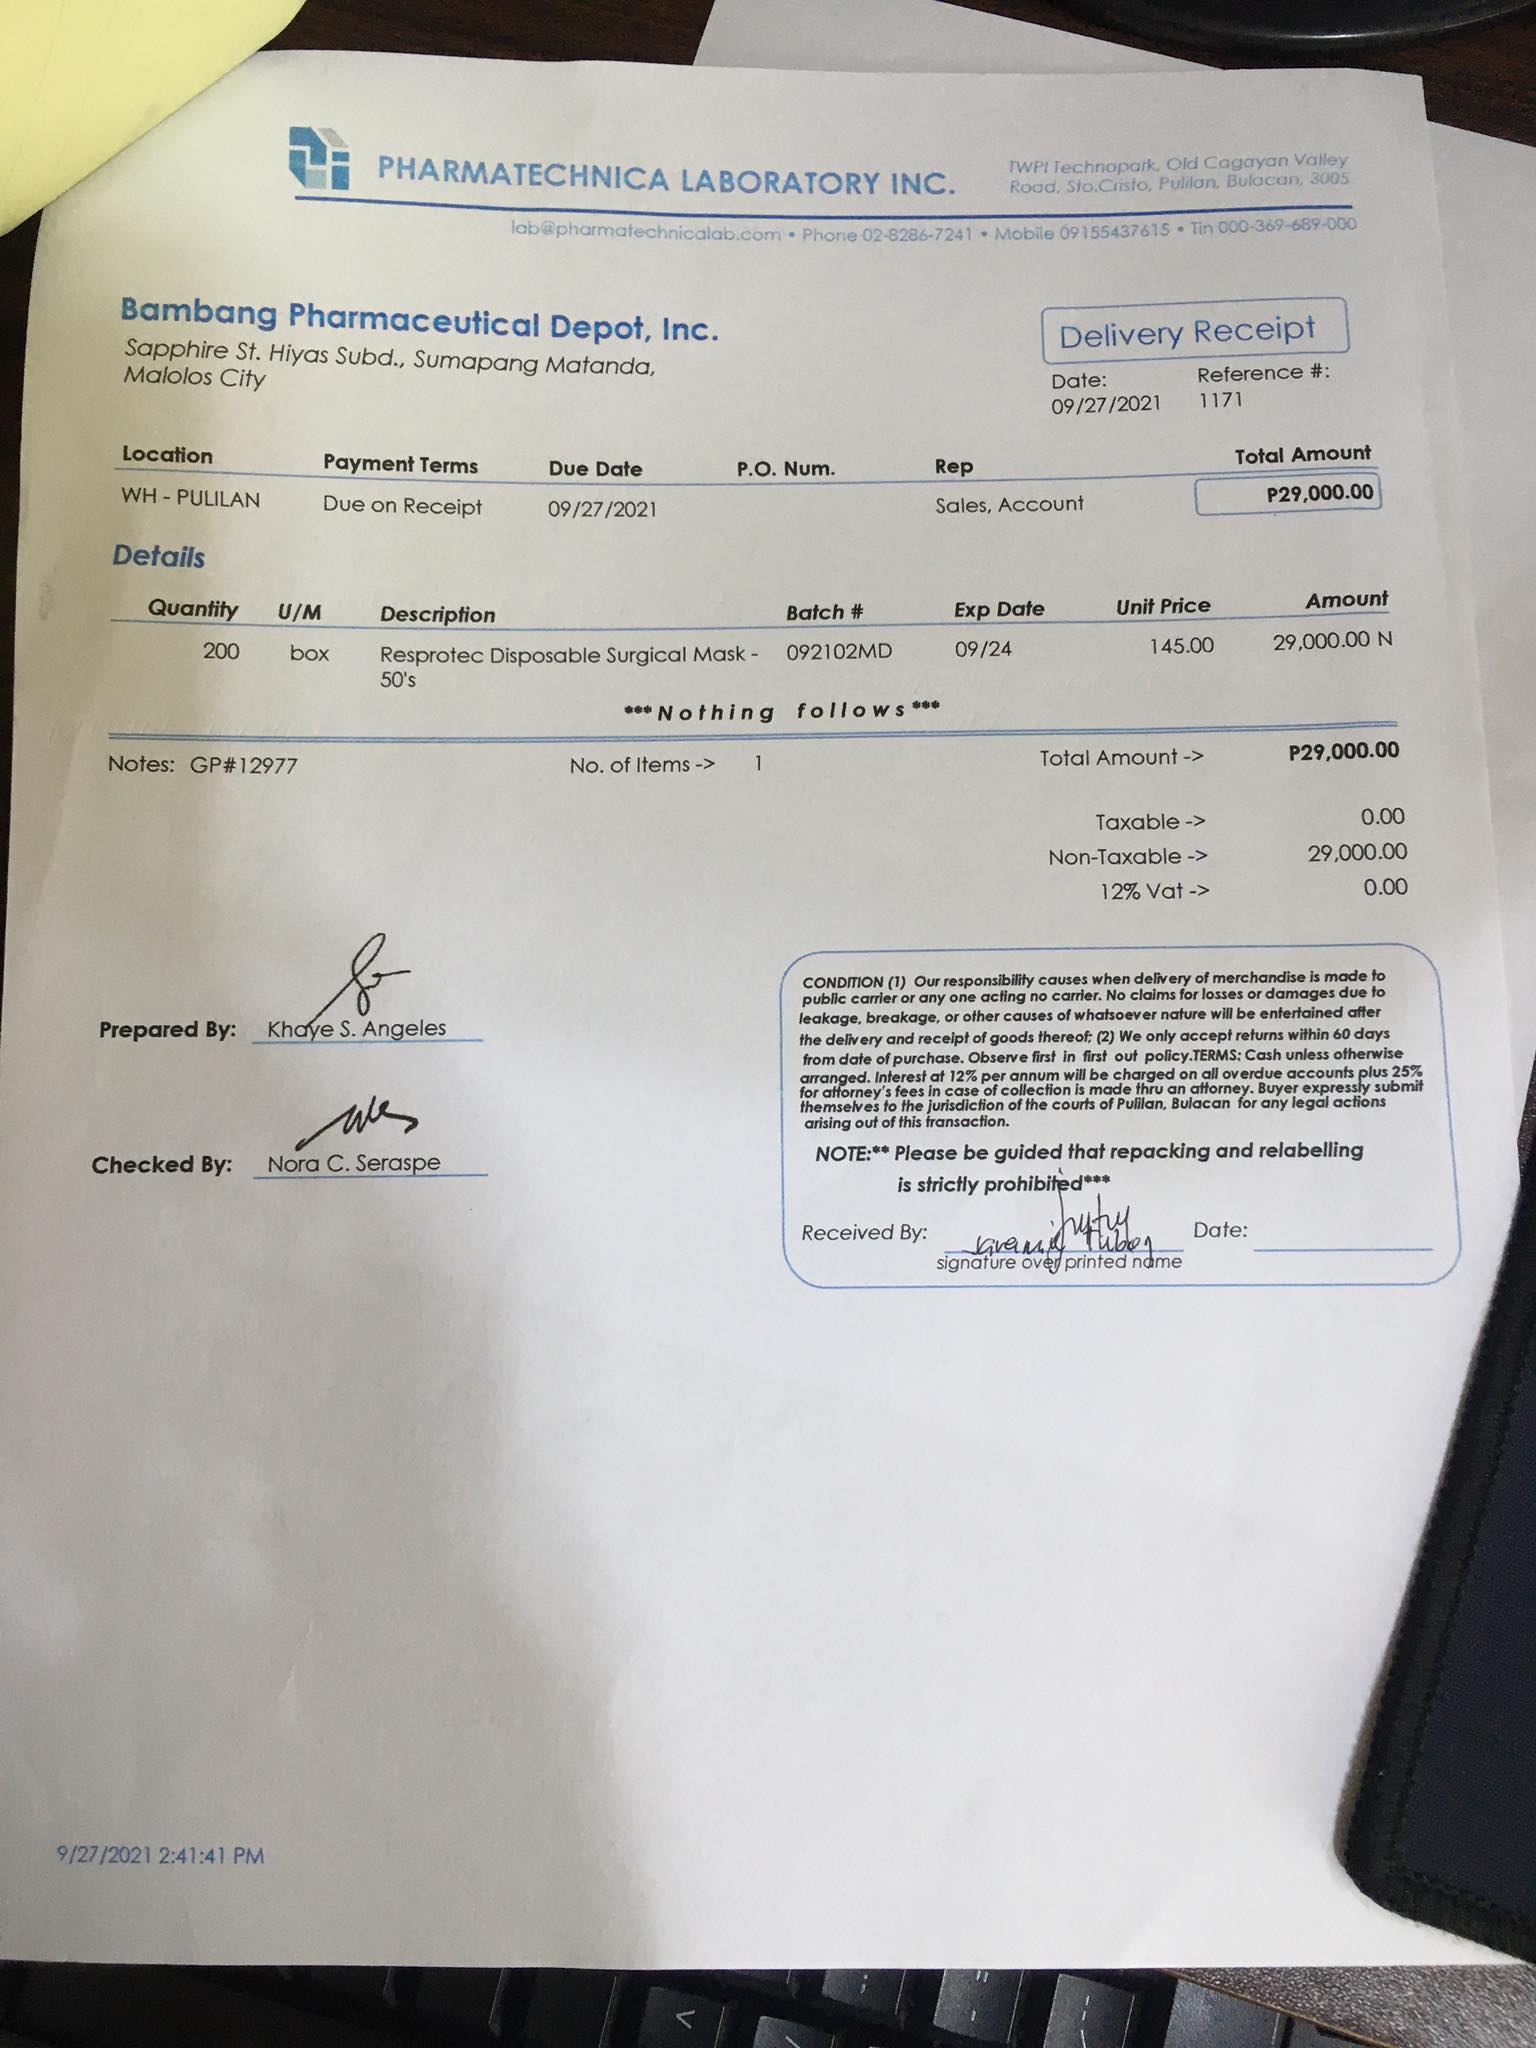 PHARMATECHNICA LABORATORY INC.
TWPI Technopark, Old Cagayan Valley
Road, Sto.Cristo, Pulilan, Bulacan, 3005
lab@pharmatechnicalab.com • Phone 02-8286-7241 • Mobile 09155437615 • Tin 000-369-689-000
Bambang Pharmaceutical Depot, Inc.
Sapphire St. Hiyas Subd., Sumapang Matanda,
Malolos City
Delivery Receipt
Date: Reference #:
09/27/2021 1171
Location Payment Terms Due Date P.O. Num. Rep Total Amount
WH - PULILAN Due on Receipt 09/27/2021 Sales, Account P29,000.00
Details
Quantity U/M Description Batch # Exp Date Unit Price Amount
200 box Resprotec Disposable Surgical Mask - 092102MD 09/24 145.00 29,000.00 N
50's
***Nothing follows***
Notes: GP#12977 No. of Items -> 1 Total Amount -> P29,000.00
Taxable -> 0.00
Non-Taxable -> 29,000.00
12% Vat -> 0.00
Prepared By: Khaye S. Angeles
Checked By: Nora C. Seraspe
CONDITION (1) Our responsibility causes when delivery of merchandise is made to
public carrier or any one acting no carrier. No claims for losses or damages due to
leakage, breakage, or other causes of whatsoever nature will be entertained after
the delivery and receipt of goods thereof; (2) We only accept returns within 60 days
from date of purchase. Observe first in first out policy.TERMS: Cash unless otherwise
arranged. Interest at 12% per annum will be charged on all overdue accounts plus 25%
for attorney's fees in case of collection is made thru an attorney. Buyer expressly submit
themselves to the jurisdiction of the courts of Pulilan, Bulacan for any legal actions
arising out of this transaction.
NOTE:** Please be guided that repacking and relabelling
is strictly prohibited***
Received By: Date:
signature over printed name
9/27/2021 2:41:41 PM